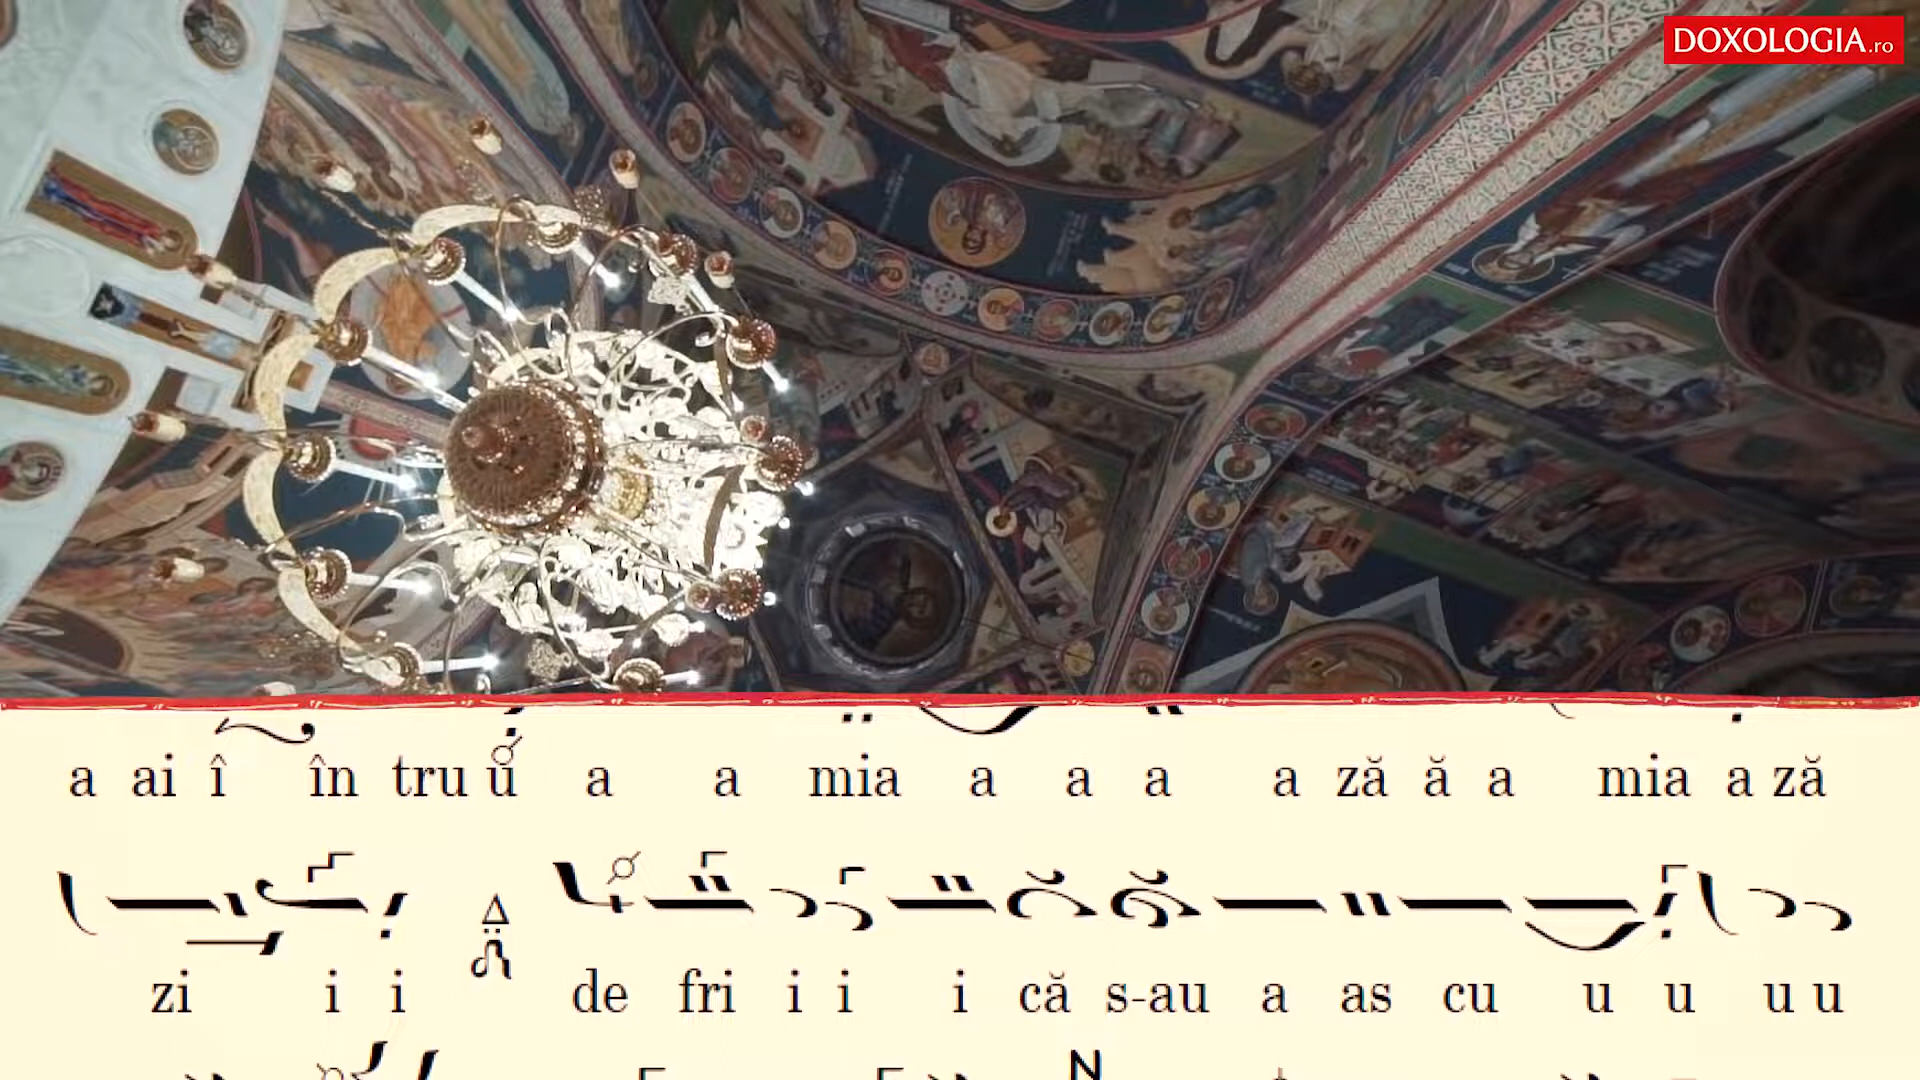 DOXOLOGIA.ro
a ai î în tru u a a mia a a a a ză ă a mia a ză
zi i i de fri i i i că s-au a as cu u u u u